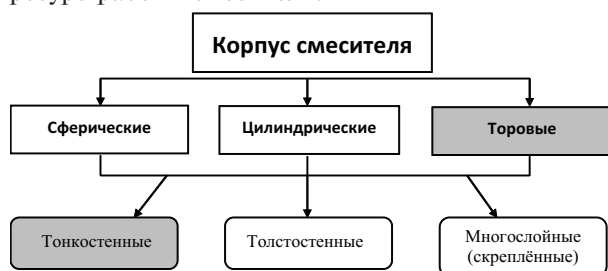 Корпус смесителя
Сферические Цилиндрические Торовые
Тонкостенные Толстостенные Многослойные
(скреплённые)